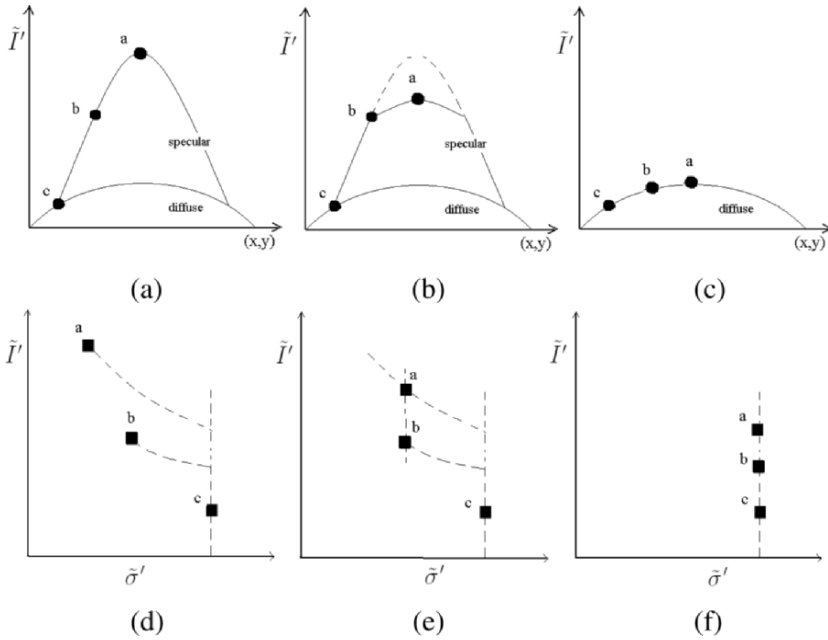 Ĩ′
a
b
c
specular
diffuse
(x,y)
(a)
Ĩ′
a
b
c
specular
diffuse
(x,y)
(b)
Ĩ′
a
b
c
diffuse
(x,y)
(c)
Ĩ′
a
b
c
σ̃′
(d)
Ĩ′
a
b
c
σ̃′
(e)
Ĩ′
a
b
c
σ̃′
(f)